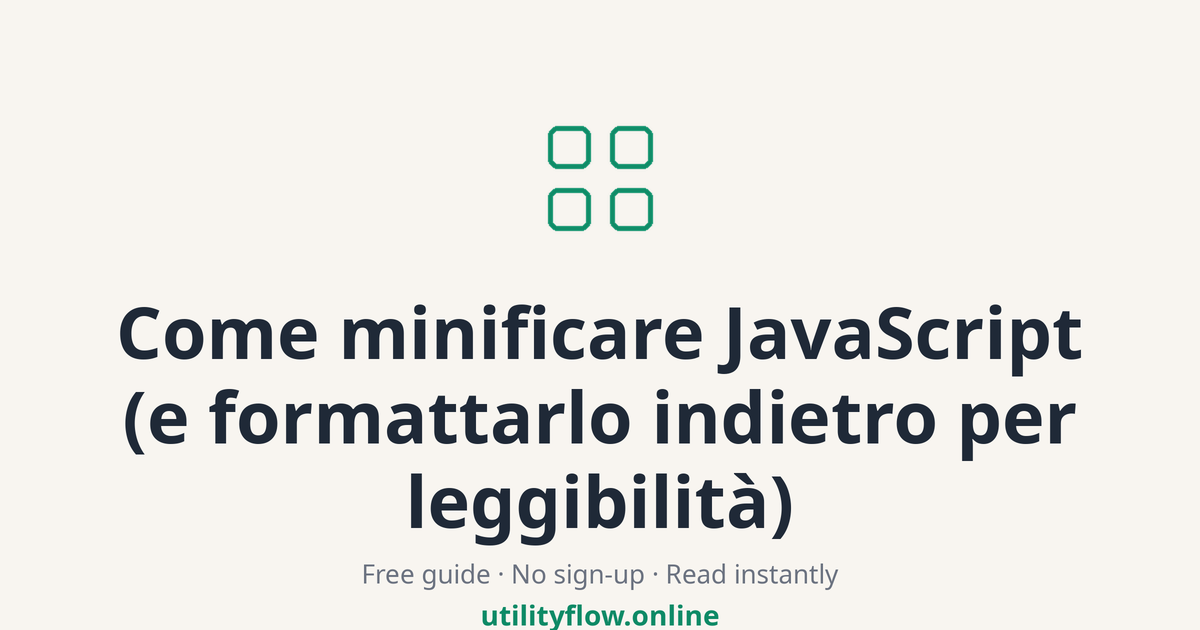 Come minificare JavaScript
(e formattarlo indietro per
leggibilità)
Free guide · No sign-up · Read instantly
utilityflow.online